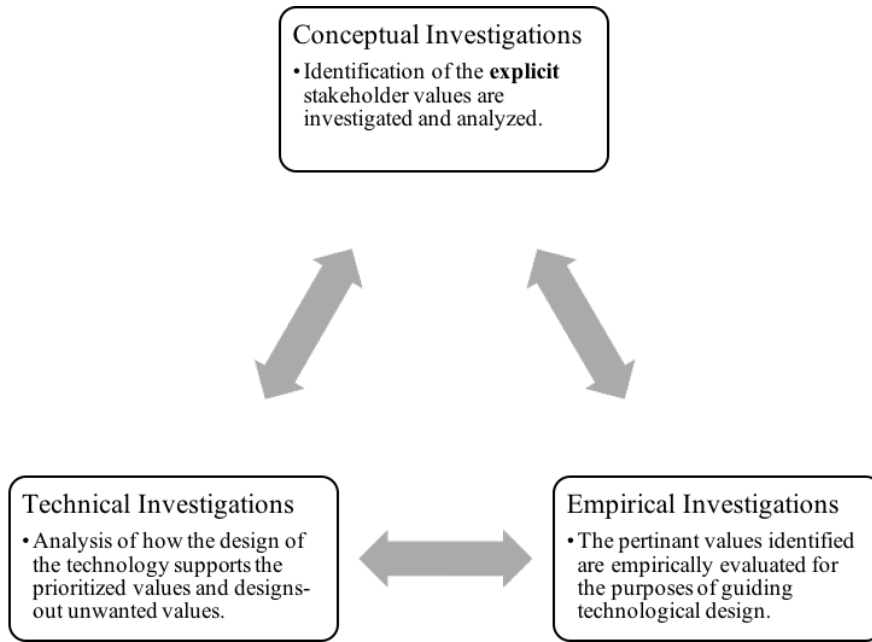 Conceptual Investigations
• Identification of the explicit
stakeholder values are
investigated and analyzed.
Technical Investigations
• Analysis of how the design of
the technology supports the
prioritized values and designs-
out unwanted values.
Empirical Investigations
• The pertinant values identified
are empirically evaluated for
the purposes of guiding
technological design.